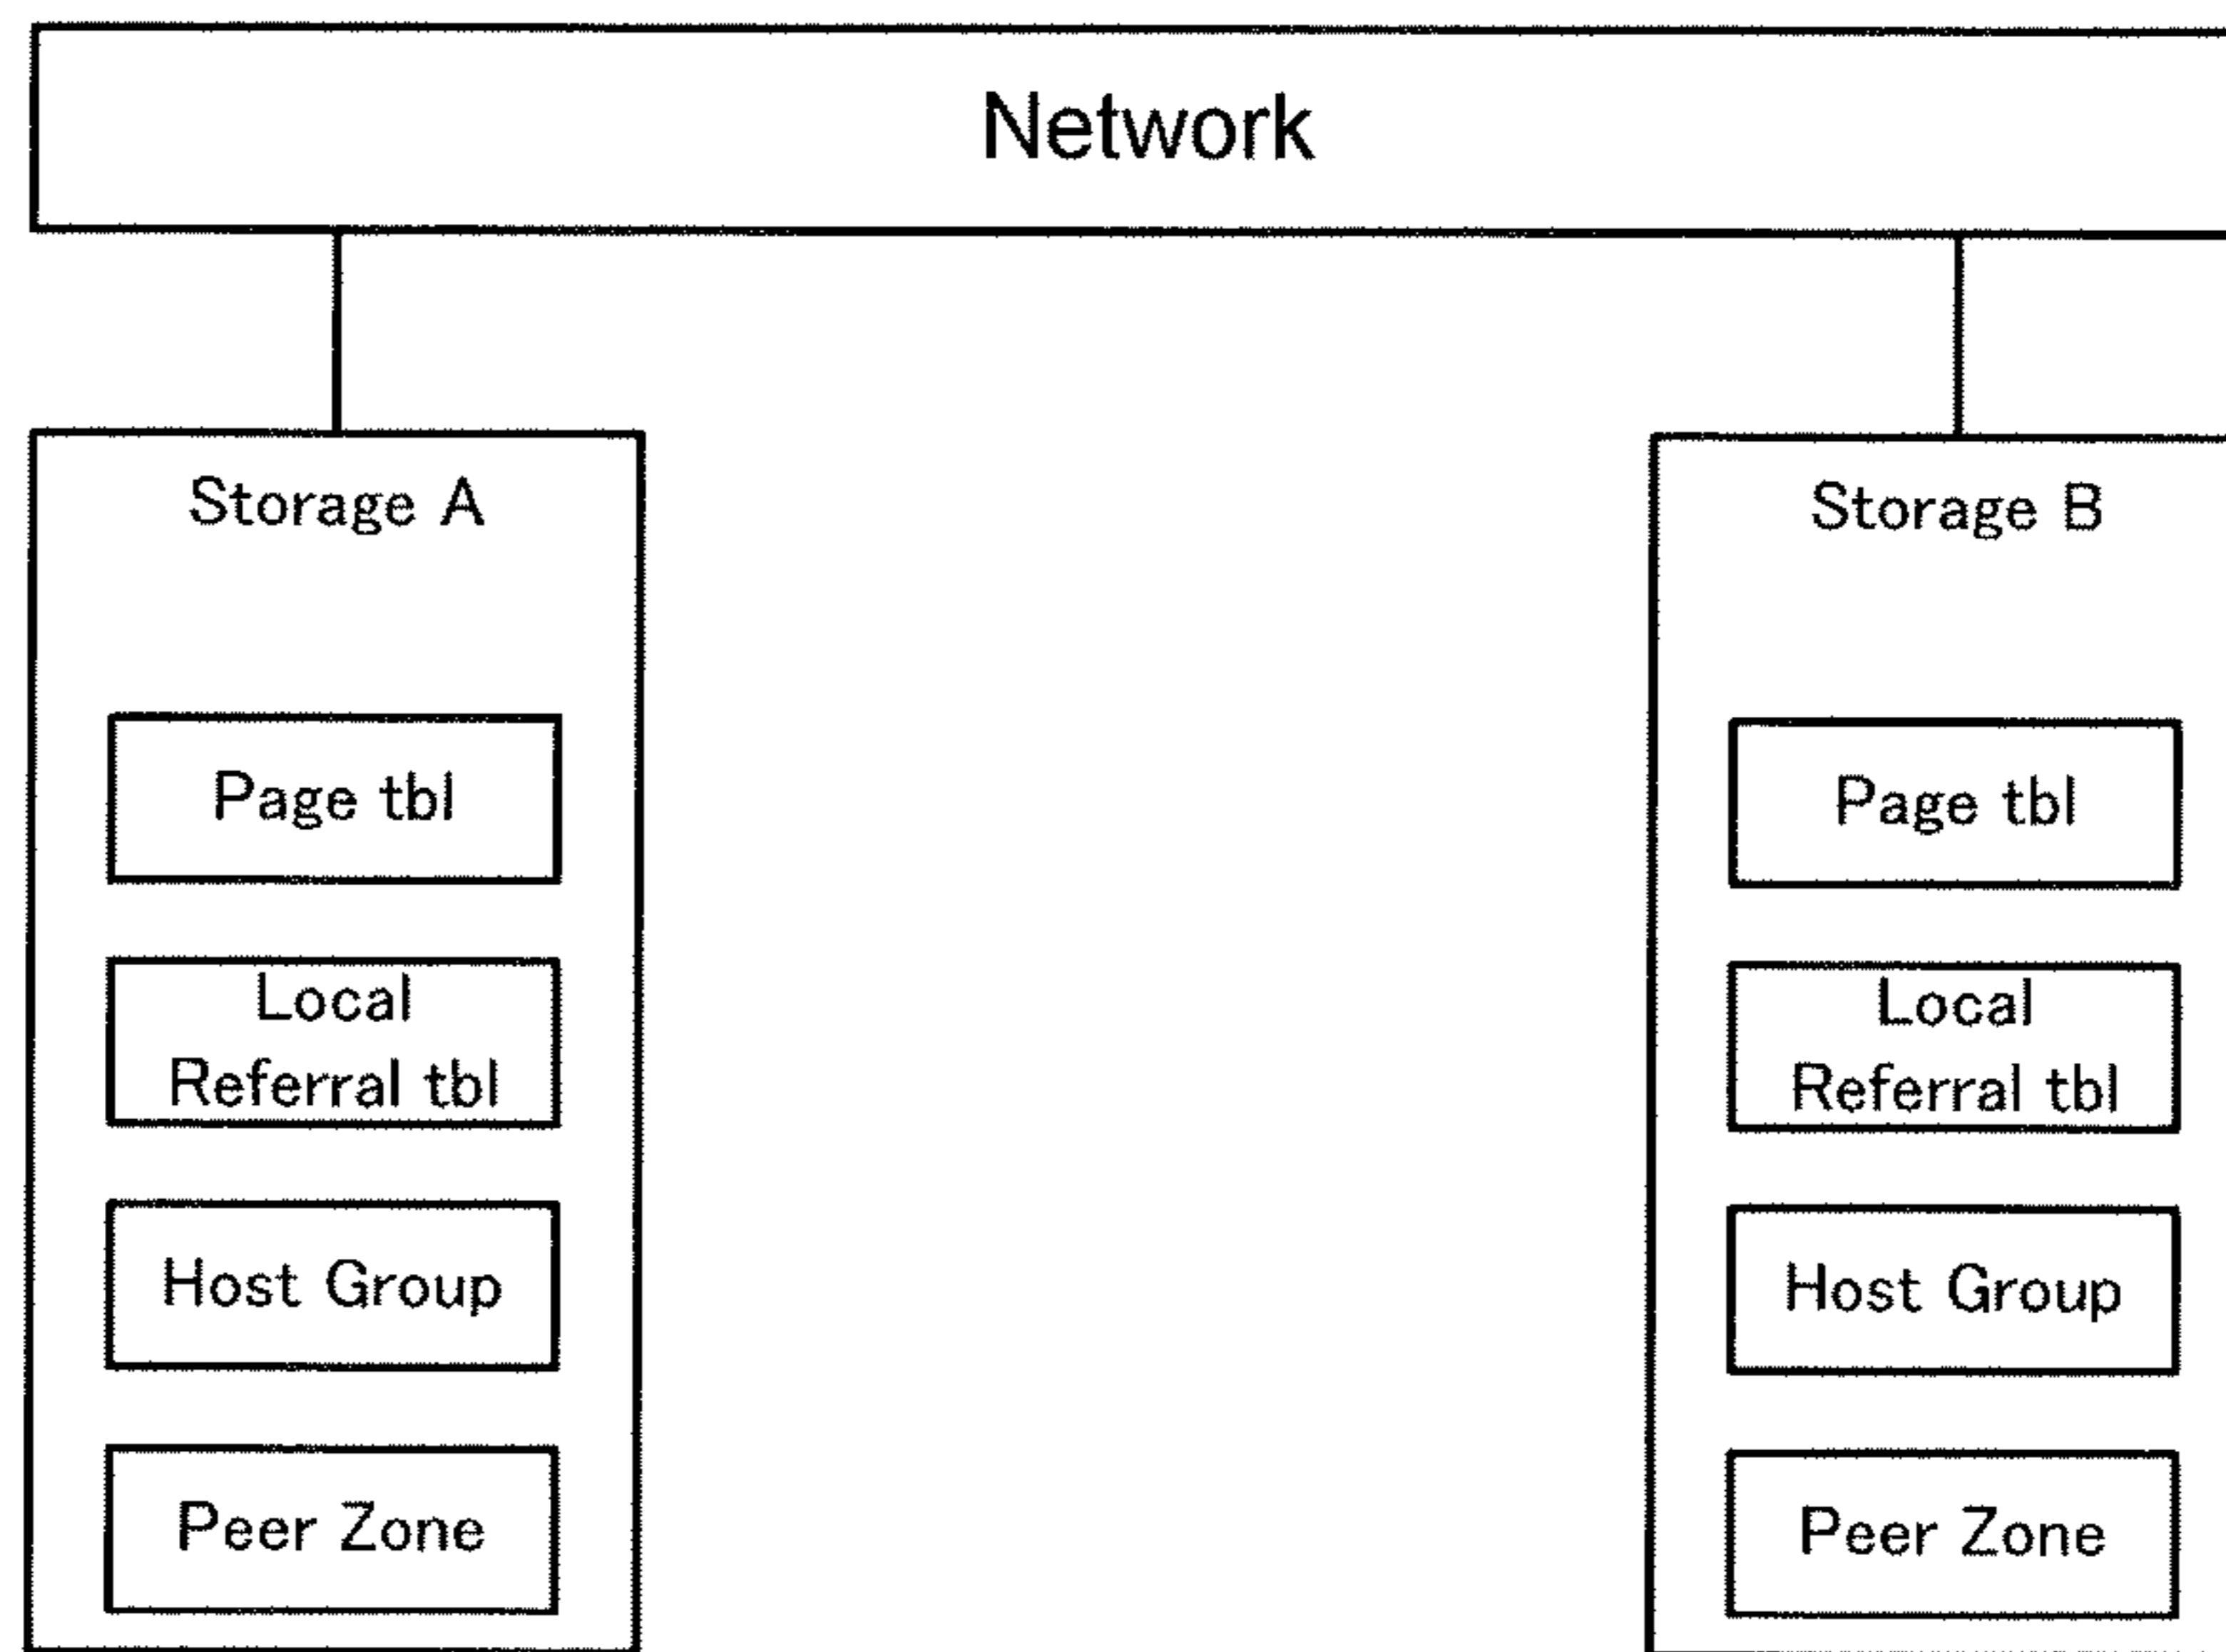 Network
Storage A
Page tbl
Local
Referral tbl
Host Group
Peer Zone
Storage B
Page tbl
Local
Referral tbl
Host Group
Peer Zone